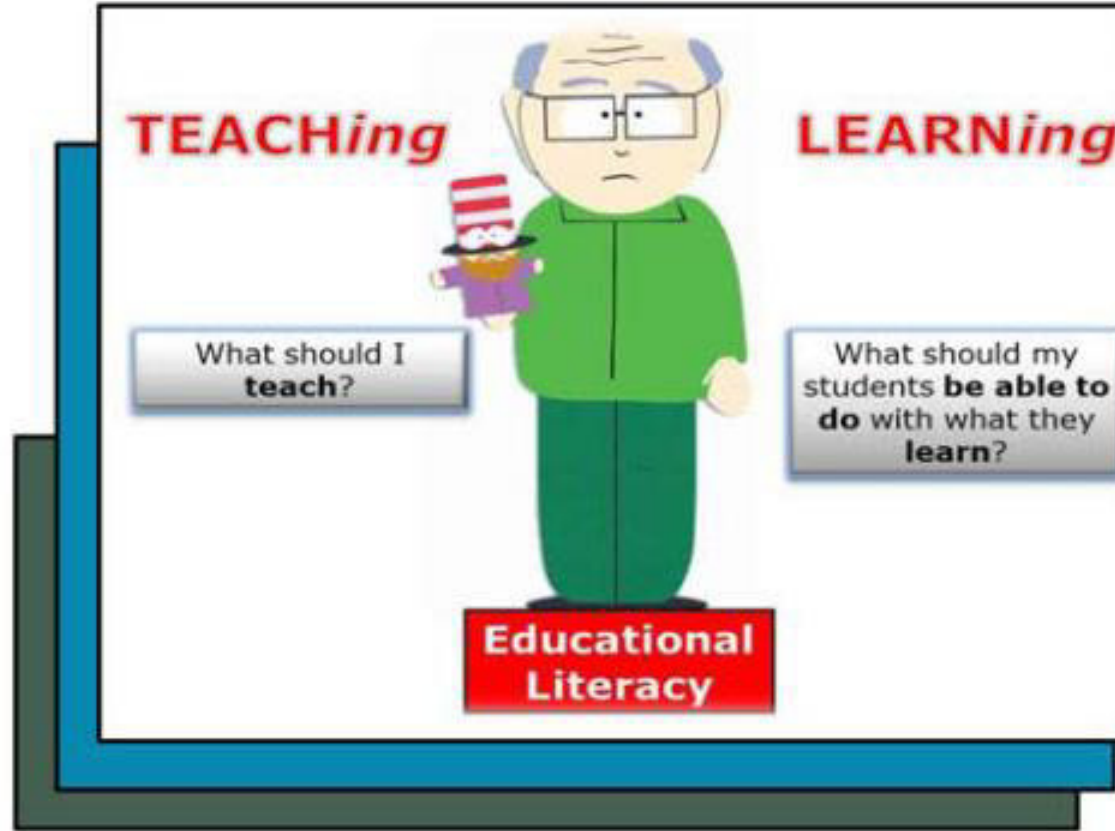 TEACHing
What should I
teach?
LEARNing
What should my
students be able to
do with what they
learn?
Educational
Literacy